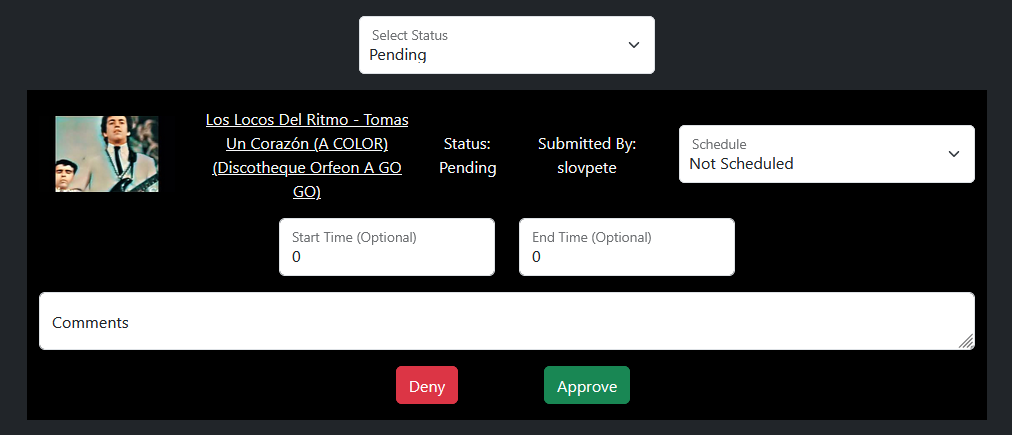 Select Status
Pending
Los Locos Del Ritmo - Tomas
Un Corazón (A COLOR)
(Discotheque Orfeon A GO
GO)
Status:
Pending
Submitted By:
slovpete
Schedule
Not Scheduled
Start Time (Optional)
0
End Time (Optional)
0
Comments
Deny
Approve